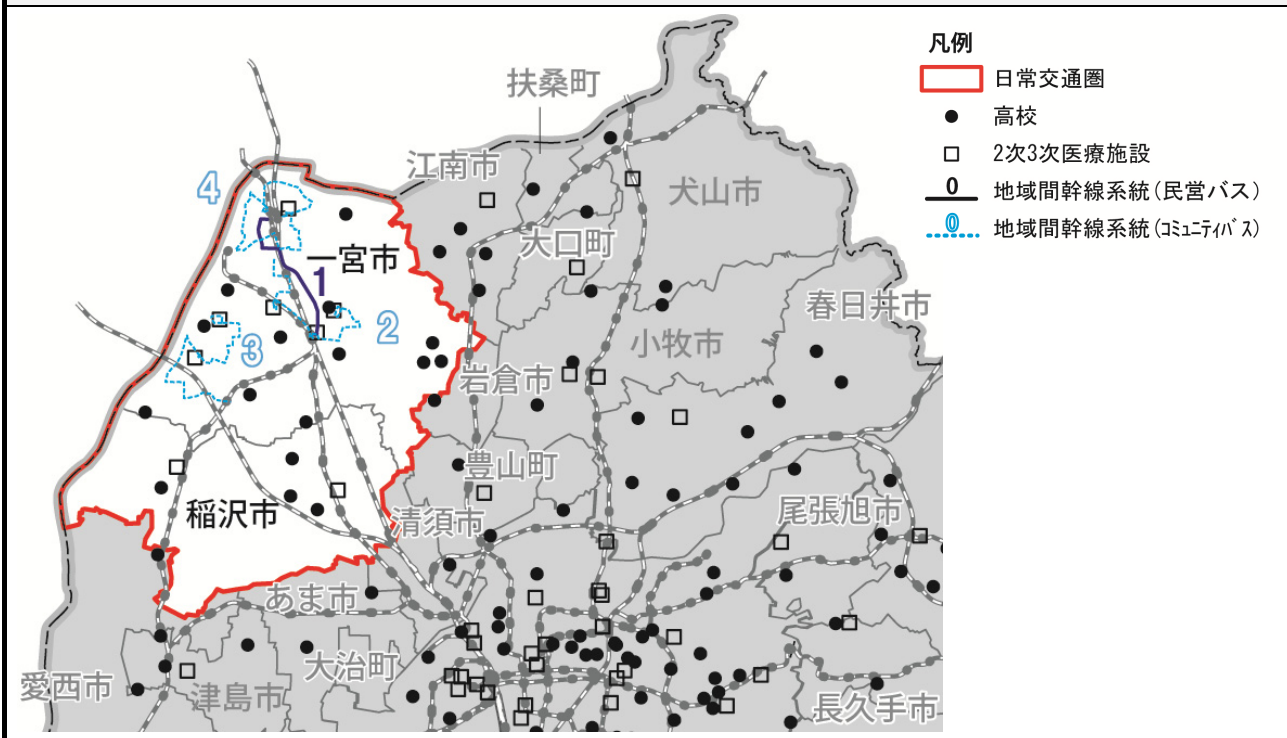 凡例
日常交通圏
高校
2次3次医療施設
0
地域間幹線系統(民営バス)
0
地域間幹線系統(コミュニティバス)
扶桑町
江南市
犬山市
4
大口町
一宮市
1
春日井市
2
小牧市
3
岩倉市
豊山町
稲沢市
清須市
尾張旭市
あま市
大治町
愛西市
津島市
長久手市